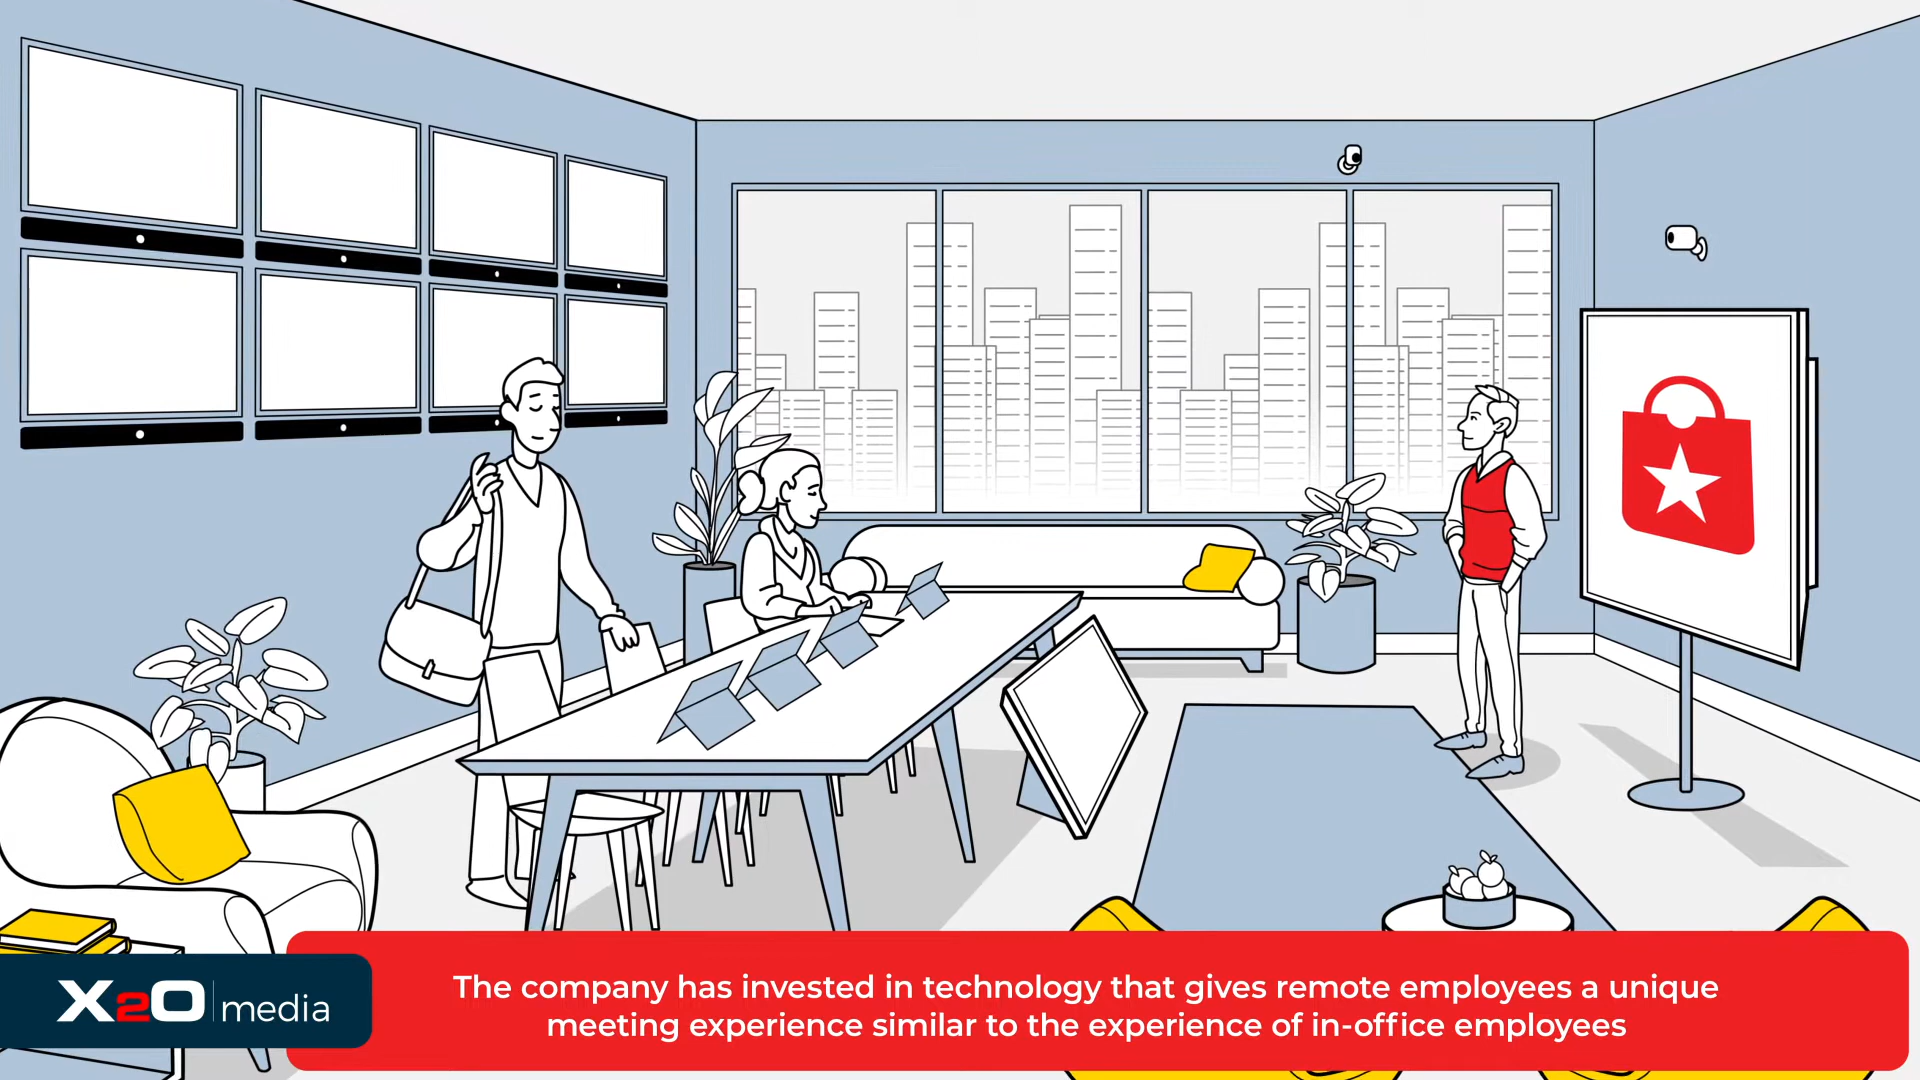 X2O media
The company has invested in technology that gives remote employees a unique
meeting experience similar to the experience of in-office employees